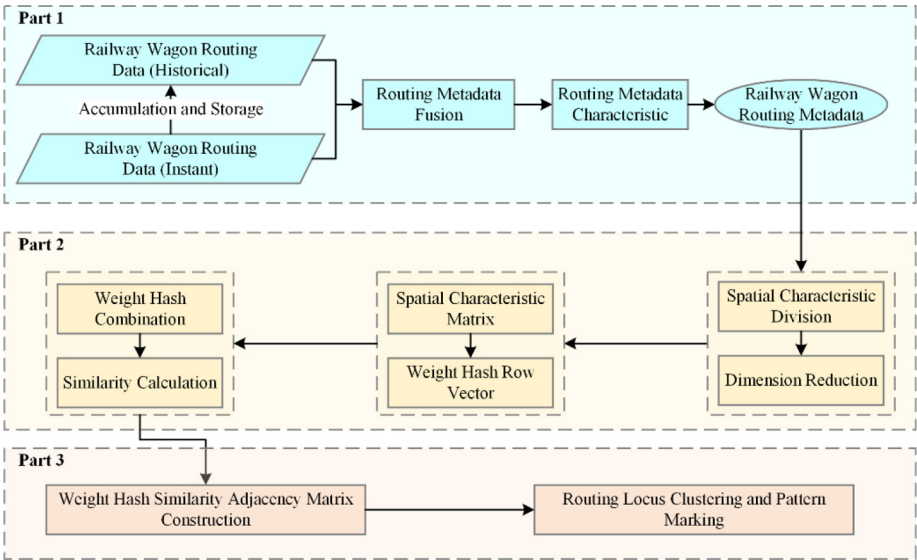 Part 1
Railway Wagon Routing
Data (Historical)
Accumulation and Storage
Railway Wagon Routing
Data (Instant)
Routing Metadata
Fusion
Routing Metadata
Characteristic
Railway Wagon
Routing Metadata
Part 2
Weight Hash
Combination
Similarity Calculation
Spatial Characteristic
Matrix
Weight Hash Row
Vector
Spatial Characteristic
Division
Dimension Reduction
Part 3
Weight Hash Similarity Adjacency Matrix
Construction
Routing Locus Clustering and Pattern
Marking